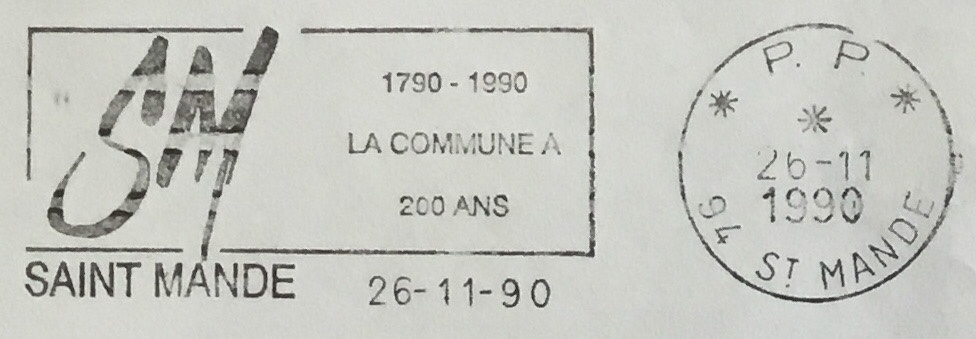 SM
1790 - 1990
LA COMMUNE A
200 ANS
SAINT MANDE
26-11-90
P. P.
* * *
26-11
1990
94 ST MANDE